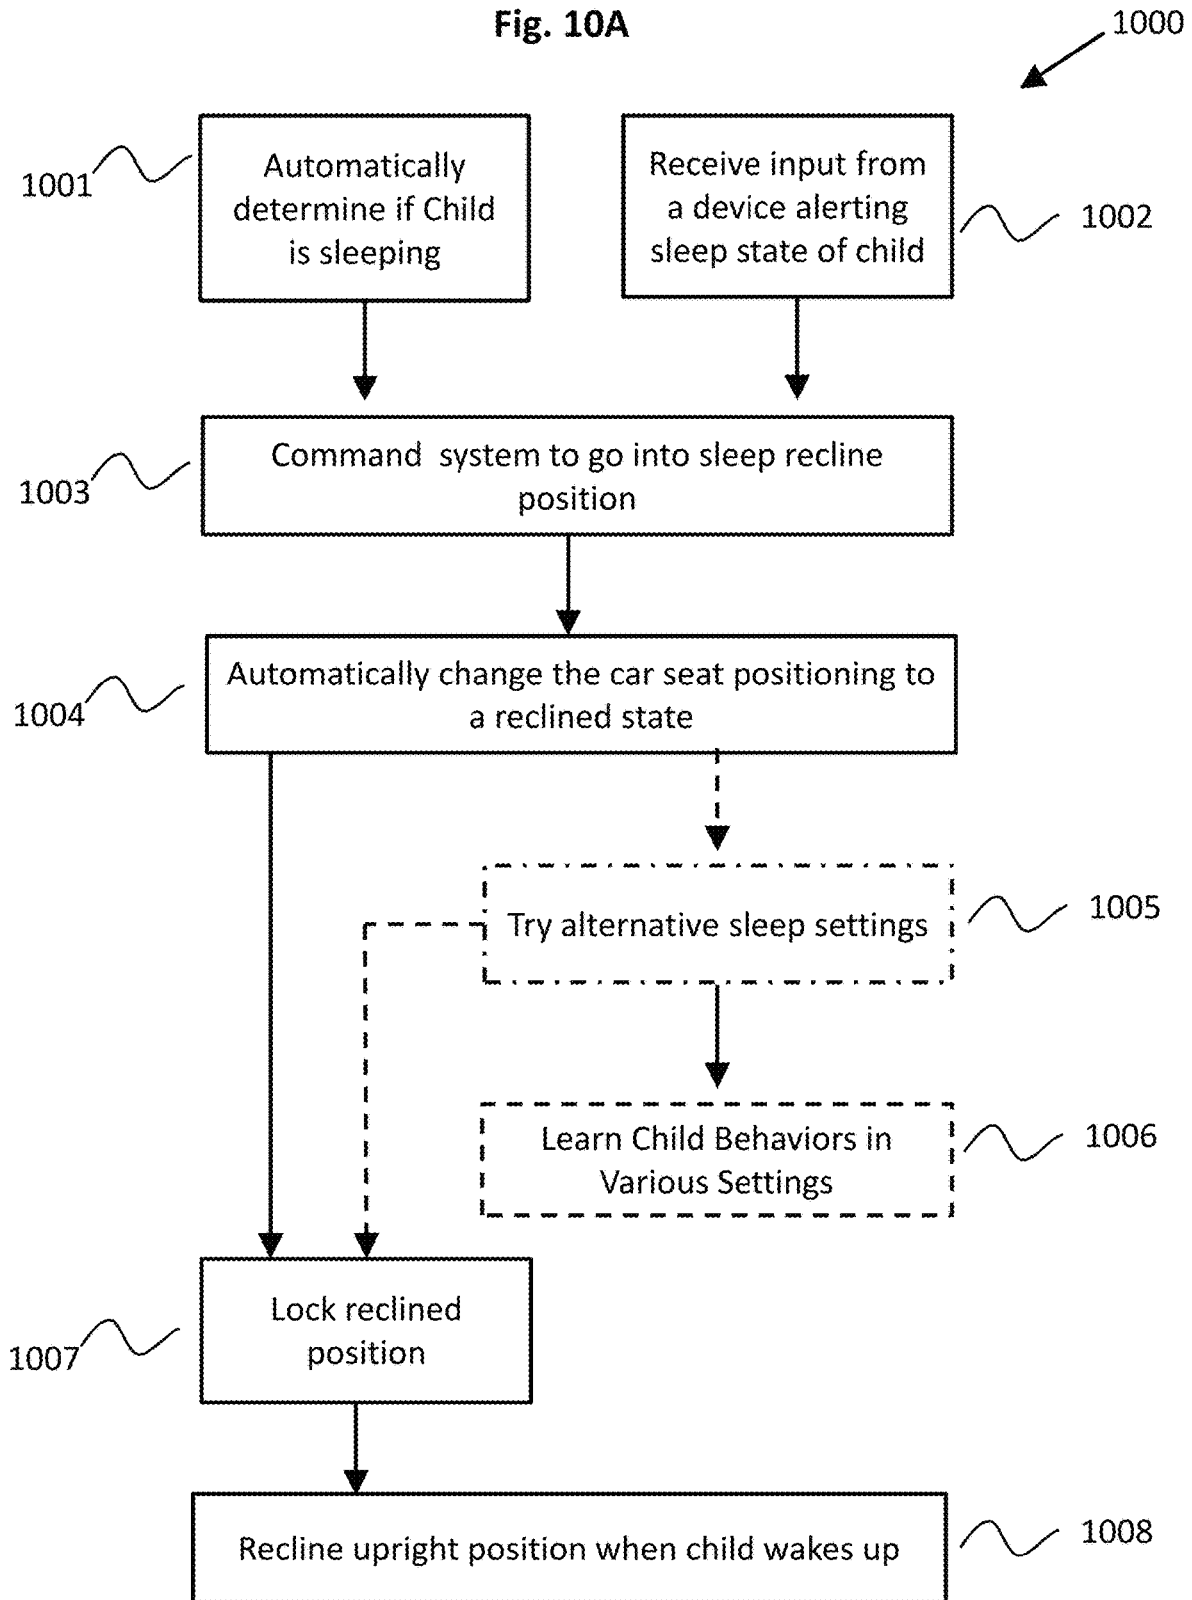 Fig. 10A
1000
1001
Automatically
determine if Child
is sleeping
Receive input from
a device alerting
sleep state of child
1002
1003
Command system to go into sleep recline
position
1004
Automatically change the car seat positioning to
a reclined state
Try alternative sleep settings
1005
Learn Child Behaviors in
Various Settings
1006
1007
Lock reclined
position
Recline upright position when child wakes up
1008